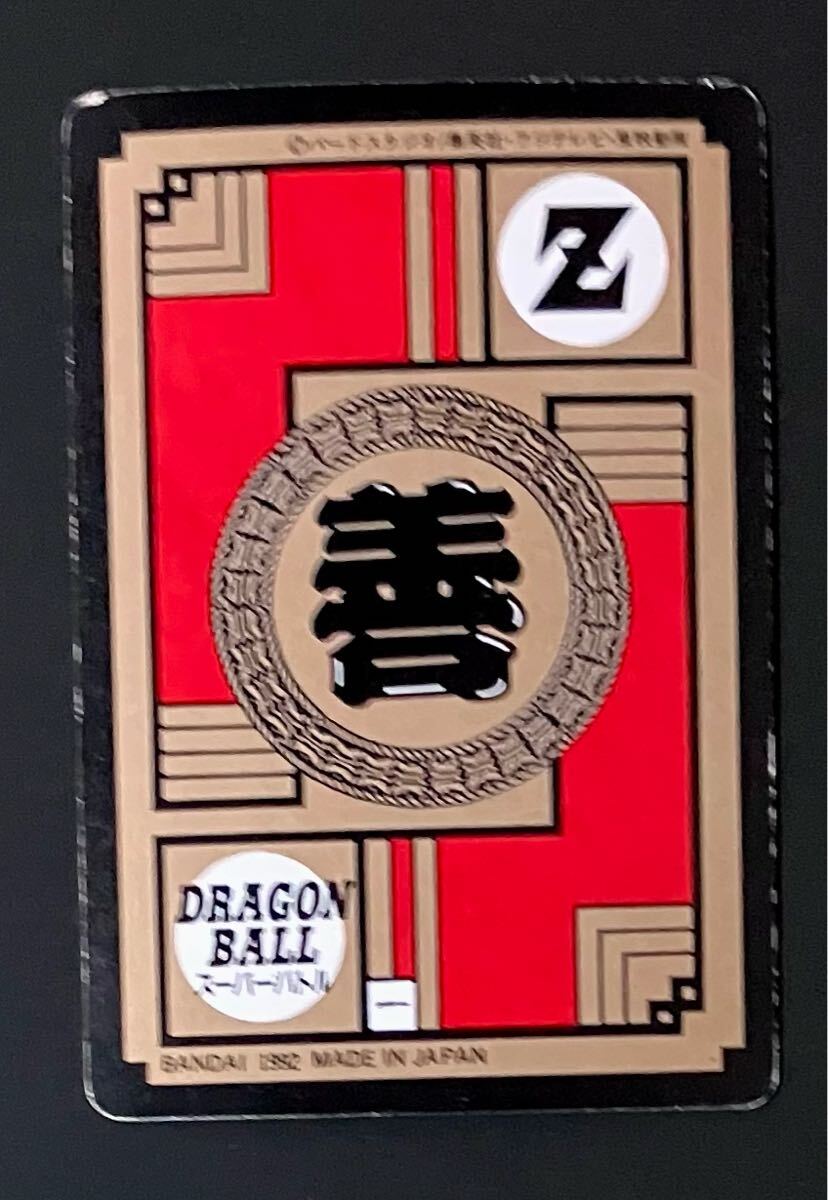 ©バードスタジオ/集英社・フジテレビ・東映動画
Z
善
DRAGON
BALL
スーパーバトル
一
BANDAI 1992 MADE IN JAPAN